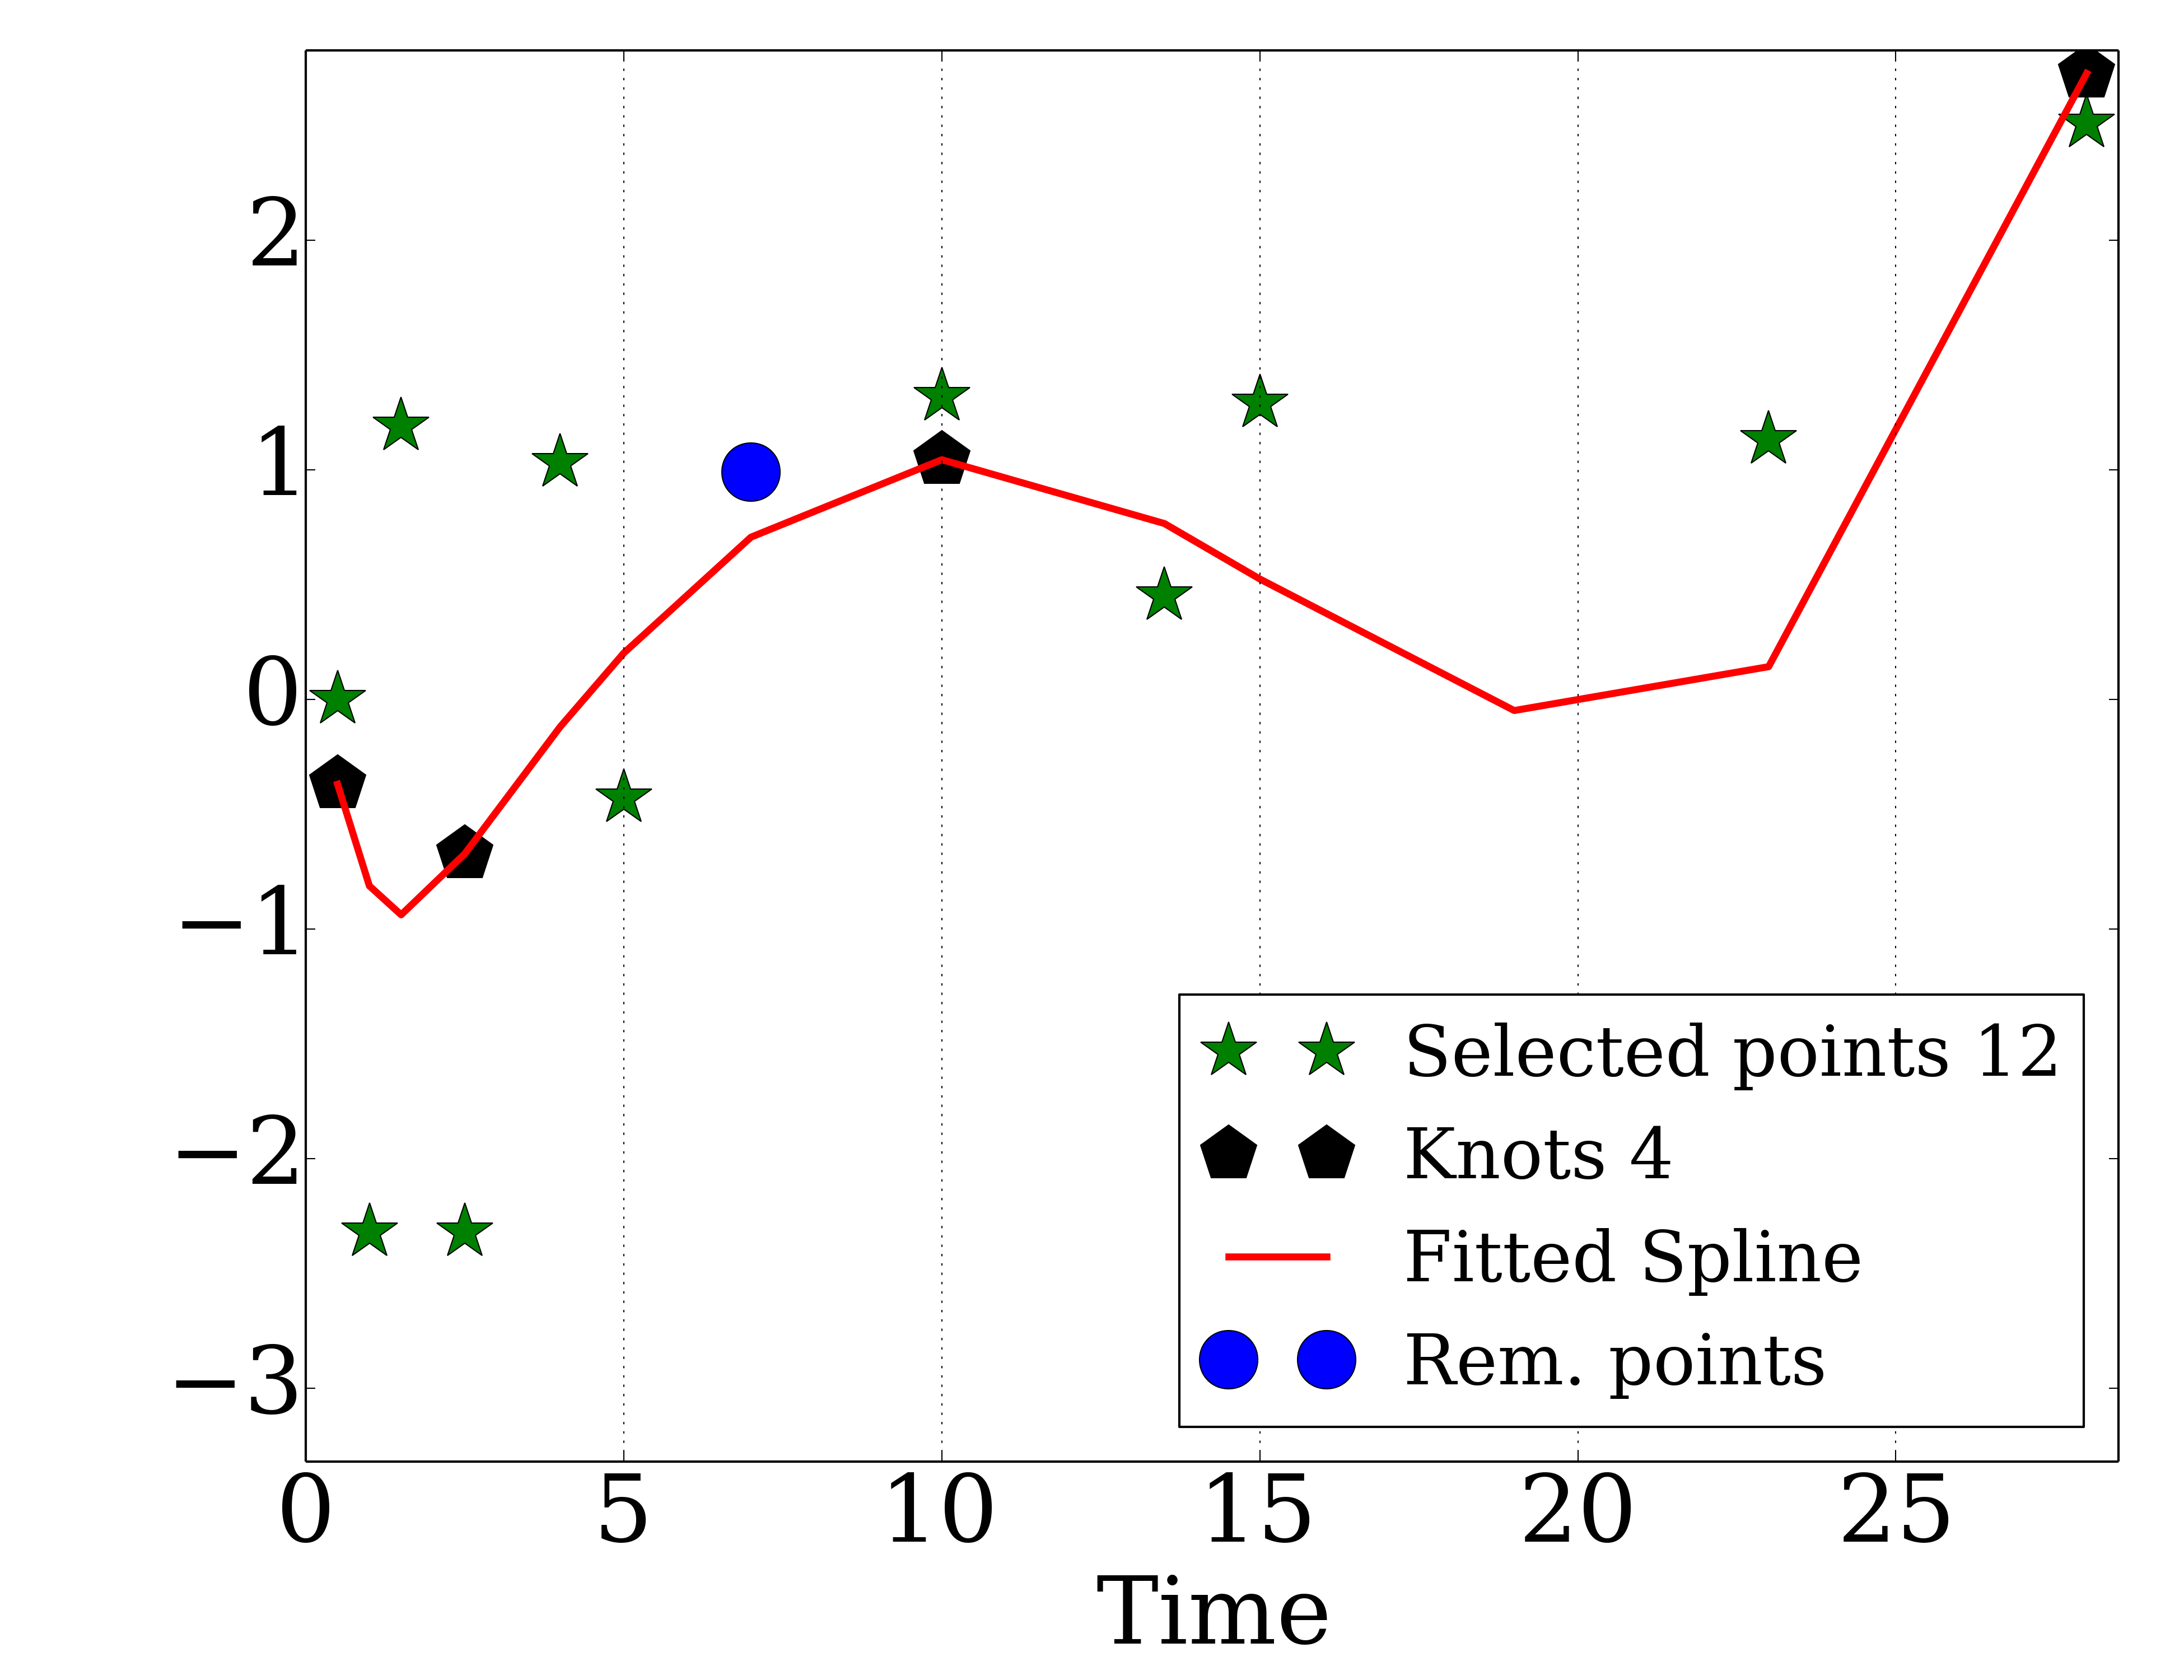 2
1
0
−1
−2
−3
0 5 10 15 20 25
Time
Selected points 12
Knots 4
Fitted Spline
Rem. points